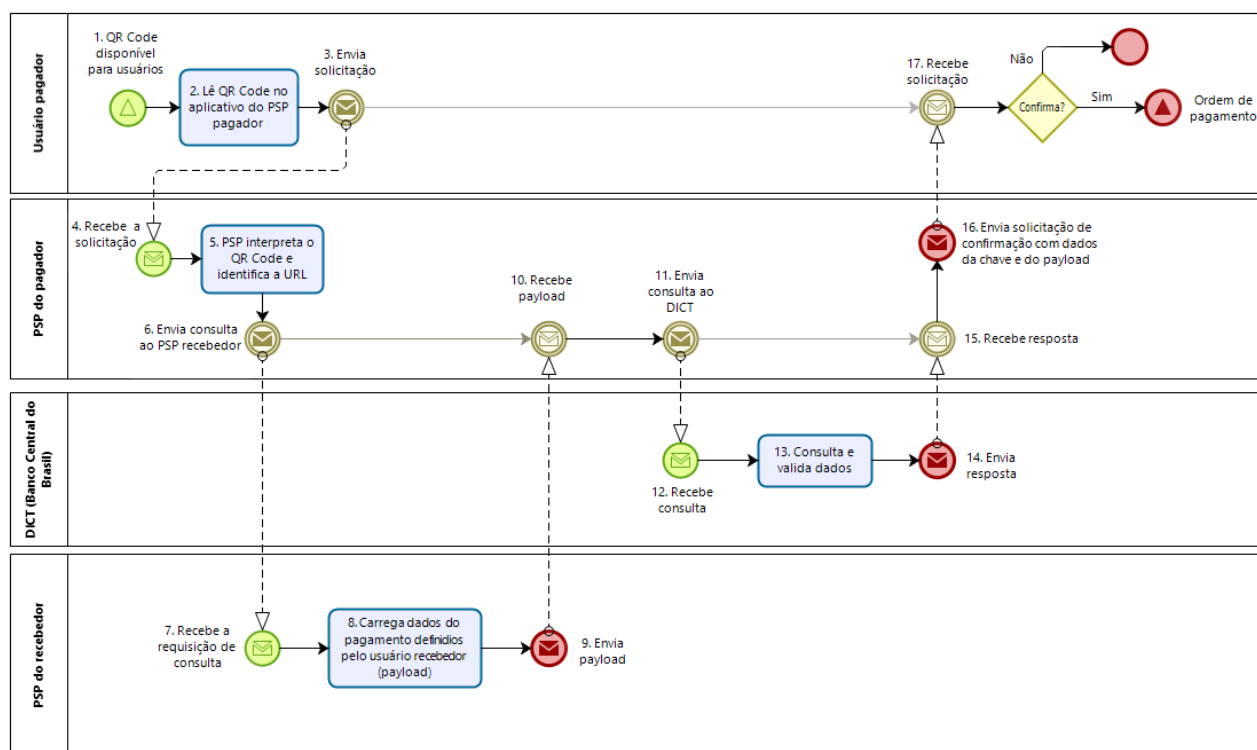 Usuário pagador
1. QR Code
disponível
para usuários
2. Lê QR Code no
aplicativo do PSP
pagador
3. Envia
solicitação
17. Recebe
solicitação
Não
Confirma?
Sim
Ordem de
pagamento
PSP do pagador
4. Recebe a
solicitação
5. PSP interpreta o
QR Code e
identifica a URL
6. Envia consulta
ao PSP recebedor
10. Recebe
payload
11. Envia
consulta ao
DICT
16. Envia solicitação de
confirmação com dados
da chave e do payload
15. Recebe resposta
DICT (Banco Central do
Brasil)
12. Recebe
consulta
13. Consulta e
valida dados
14. Envia
resposta
PSP do recebedor
7. Recebe a
requisição de
consulta
8. Carrega dados do
pagamento definidios
pelo usuário recebedor
(payload)
9. Envia
payload